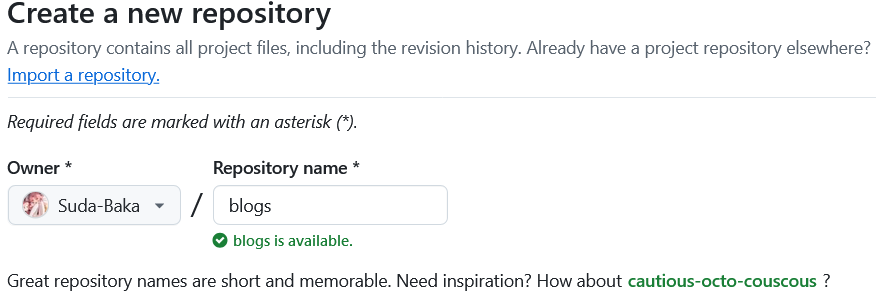 Create a new repository
A repository contains all project files, including the revision history. Already have a project repository elsewhere?
Import a repository.
Required fields are marked with an asterisk (*).
Owner * Repository name *
Suda-Baka / blogs
blogs is available.
Great repository names are short and memorable. Need inspiration? How about cautious-octo-couscous ?